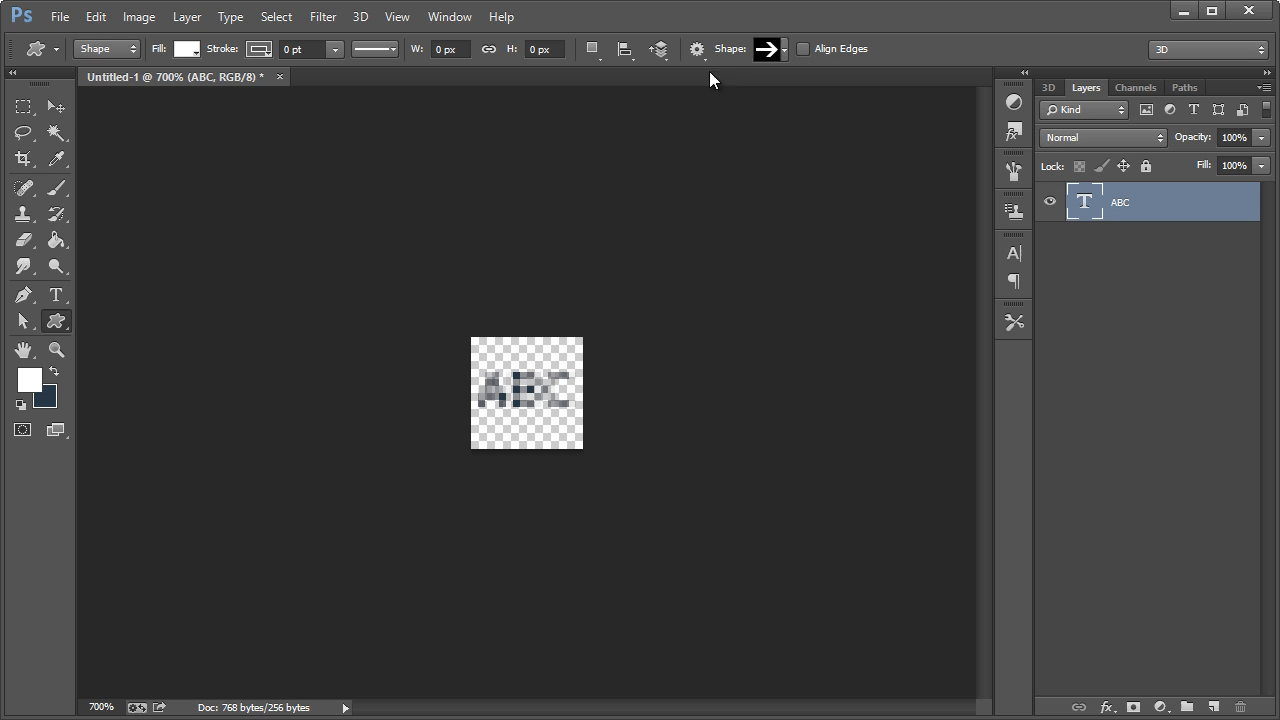 Ps File Edit Image Layer Type Select Filter 3D View Window Help
Shape Fill: Stroke: 0 pt W: 0 px H: 0 px Shape: Align Edges 3D
Untitled-1 @ 700% (ABC, RGB/8) * ×
3D Layers Channels Paths
Kind
Normal Opacity: 100%
Lock: Fill: 100%
T ABC
ABC
700% Doc: 768 bytes/256 bytes